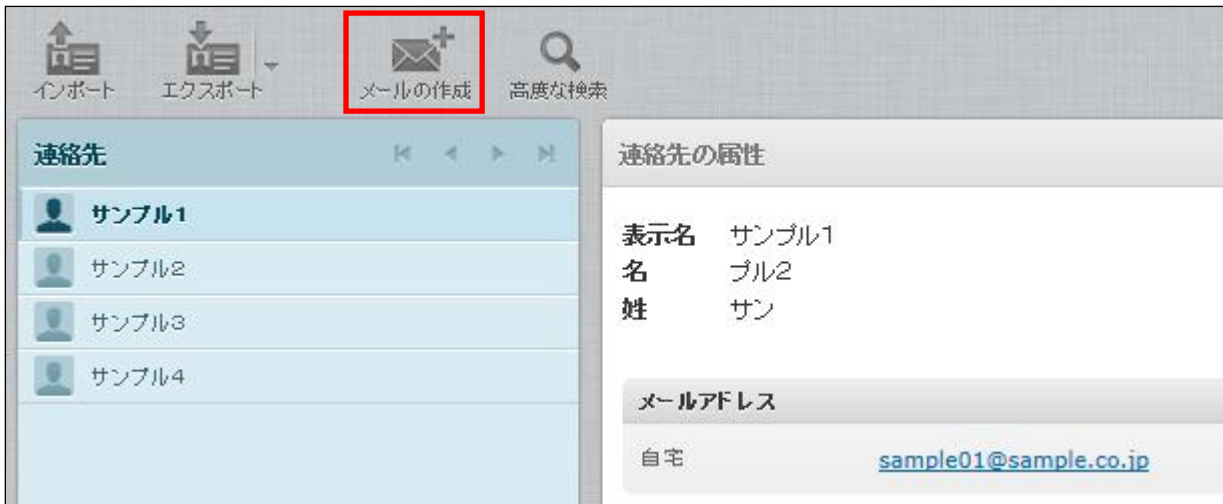 インポート
エクスポート
メールの作成
高度な検索
連絡先
サンプル1
サンプル2
サンプル3
サンプル4
連絡先の属性
表示名 サンプル1
名 プル2
姓 サン
メールアドレス
自宅 sample01@sample.co.jp